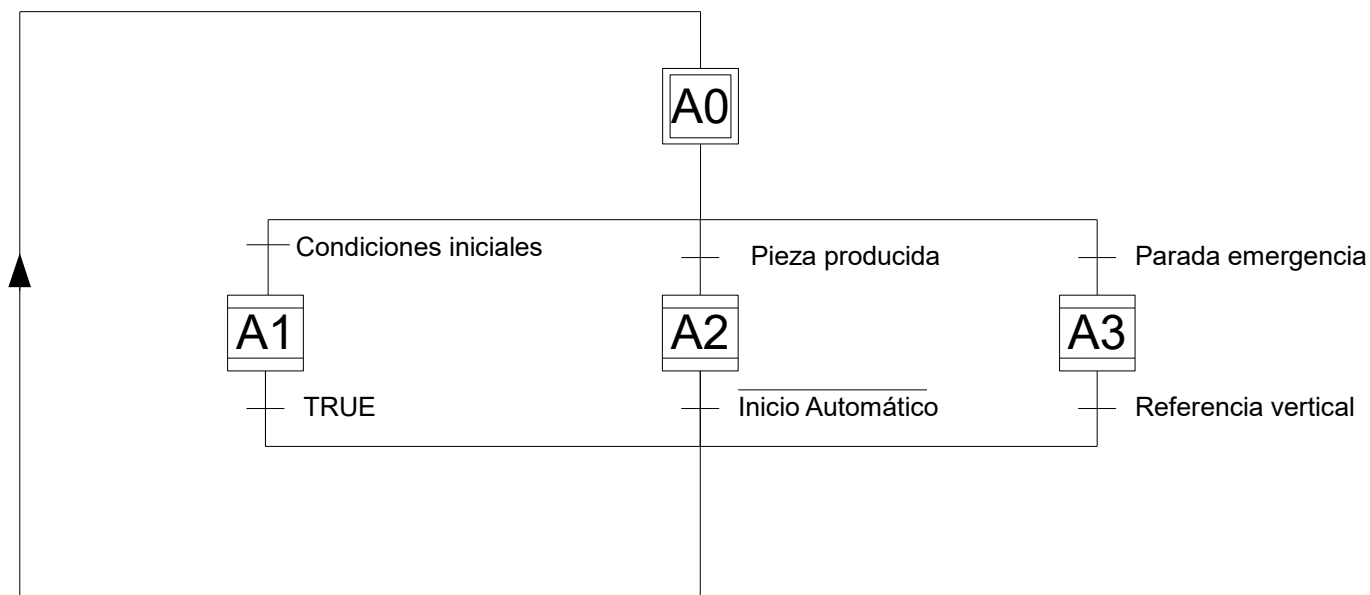 A0
Condiciones iniciales
Pieza producida
Parada emergencia
A1
A2
A3
TRUE
Inicio Automático
Referencia vertical